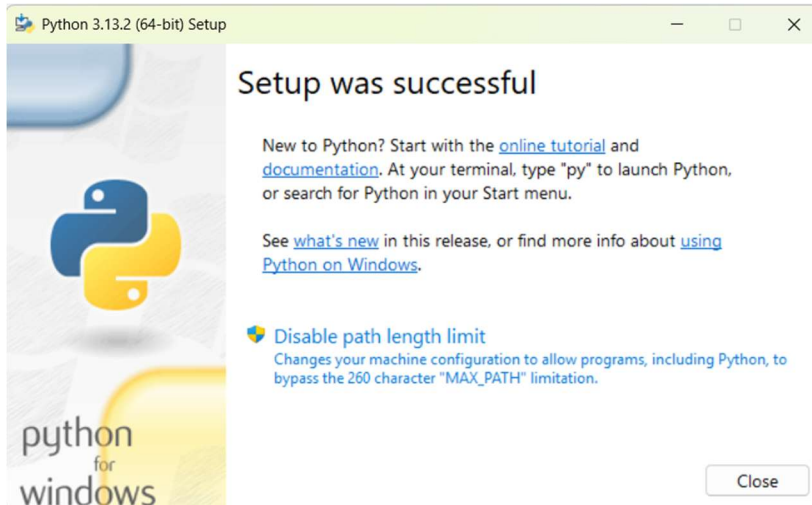 Python 3.13.2 (64-bit) Setup
Setup was successful
New to Python? Start with the online tutorial and
documentation. At your terminal, type "py" to launch Python,
or search for Python in your Start menu.
See what's new in this release, or find more info about using
Python on Windows.
Disable path length limit
Changes your machine configuration to allow programs, including Python, to
bypass the 260 character "MAX_PATH" limitation.
python
for
windows
Close